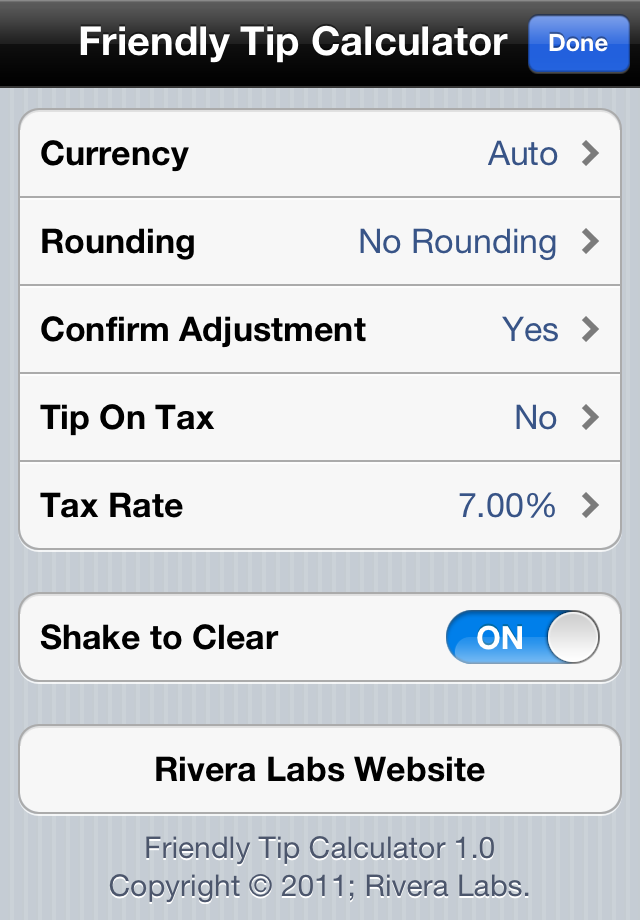 Friendly Tip Calculator Done
Currency Auto
Rounding No Rounding
Confirm Adjustment Yes
Tip On Tax No
Tax Rate 7.00%
Shake to Clear ON
Rivera Labs Website
Friendly Tip Calculator 1.0
Copyright © 2011; Rivera Labs.